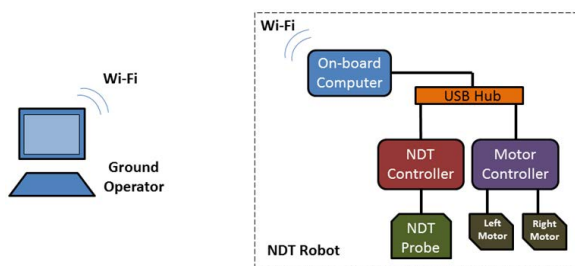 Wi-Fi
Ground
Operator
Wi-Fi
On-board
Computer
USB Hub
NDT
Controller
Motor
Controller
NDT
Probe
Left
Motor
Right
Motor
NDT Robot